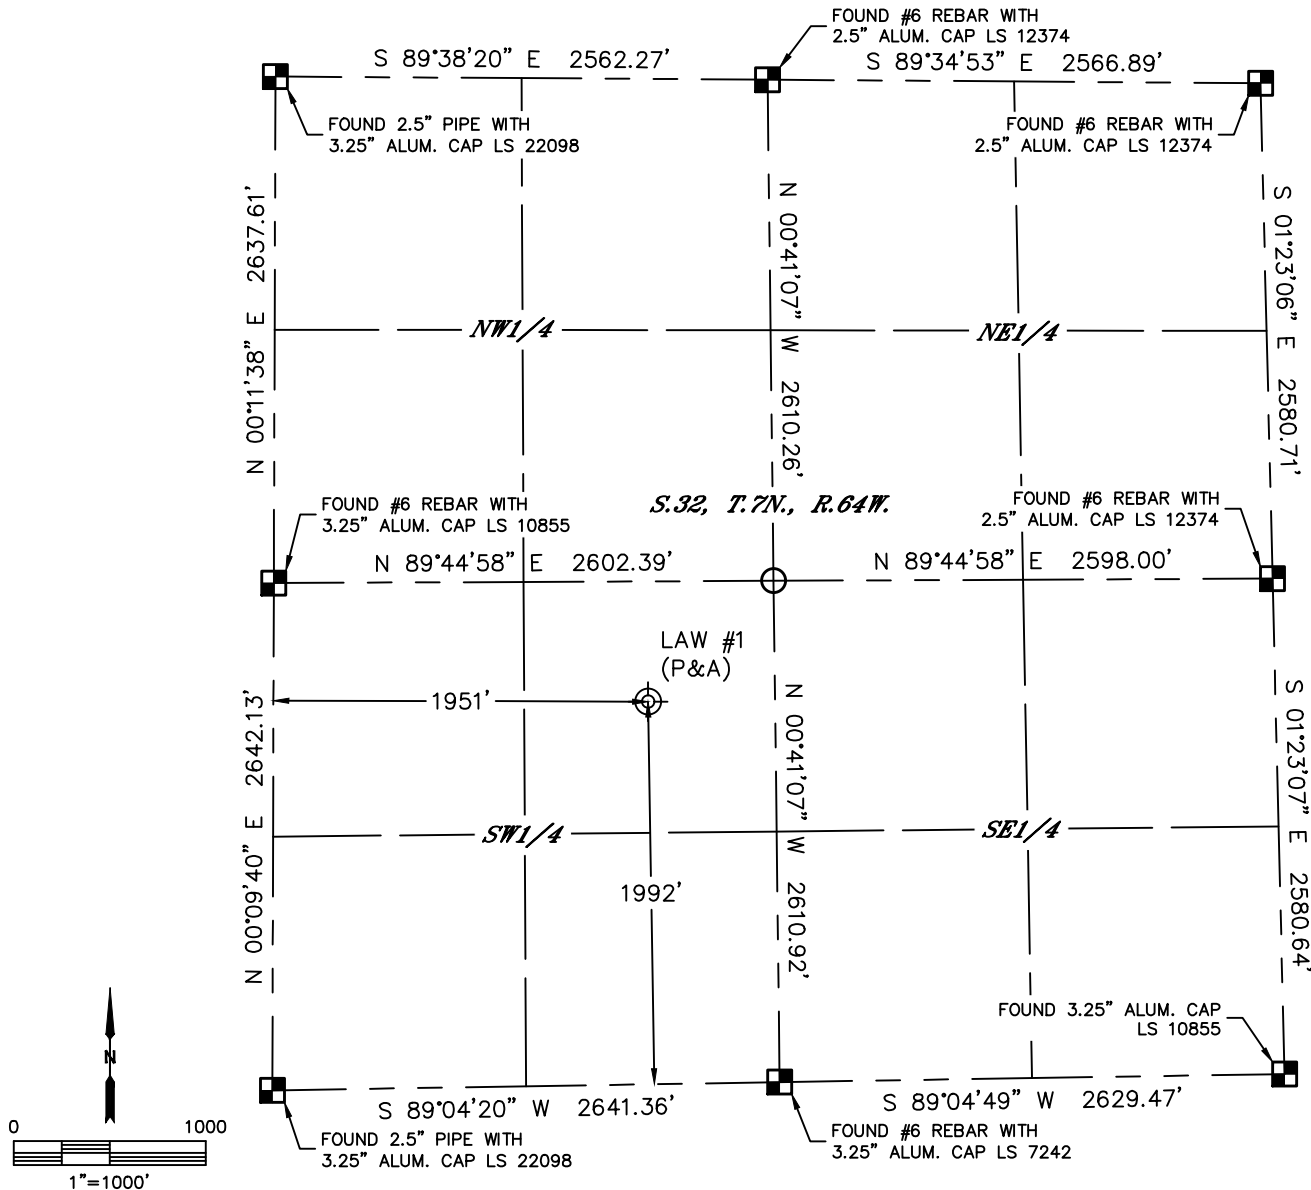 FOUND #6 REBAR WITH
2.5" ALUM. CAP LS 12374
S 89°38'20" E 2562.27'
S 89°34'53" E 2566.89'
FOUND 2.5" PIPE WITH
3.25" ALUM. CAP LS 22098
FOUND #6 REBAR WITH
2.5" ALUM. CAP LS 12374
N 00°11'38" E 2637.61'
N 00°41'07" W 2610.26'
S 01°23'06" E 2580.71'
NW1/4
NE1/4
FOUND #6 REBAR WITH
3.25" ALUM. CAP LS 10855
S.32, T.7N., R.64W.
FOUND #6 REBAR WITH
2.5" ALUM. CAP LS 12374
N 89°44'58" E 2602.39'
N 89°44'58" E 2598.00'
LAW #1
(P&A)
1951'
N 00°09'40" E 2642.13'
N 00°41'07" W 2610.92'
S 01°23'07" E 2580.64'
SW1/4
SE1/4
1992'
FOUND 3.25" ALUM. CAP
LS 10855
N
S 89°04'20" W 2641.36'
S 89°04'49" W 2629.47'
FOUND 2.5" PIPE WITH
3.25" ALUM. CAP LS 22098
FOUND #6 REBAR WITH
3.25" ALUM. CAP LS 7242
0 1000
1"=1000'